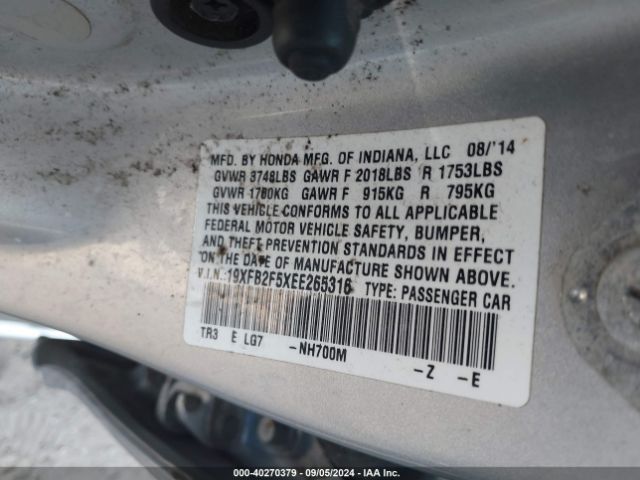 MFD. BY HONDA MFG. OF INDIANA, LLC 08/'14
GVWR 3748LBS GAWR F 2018LBS R 1753LBS
GVWR 1700KG GAWR F 915KG R 795KG
THIS VEHICLE CONFORMS TO ALL APPLICABLE
FEDERAL MOTOR VEHICLE SAFETY, BUMPER,
AND THEFT PREVENTION STANDARDS IN EFFECT
ON THE DATE OF MANUFACTURE SHOWN ABOVE.
V.I.N.: 19XFB2F5XEE265316 TYPE: PASSENGER CAR
TR3 E LG7 -NH700M -Z -E
000-40270379 - 09/05/2024 - IAA Inc.